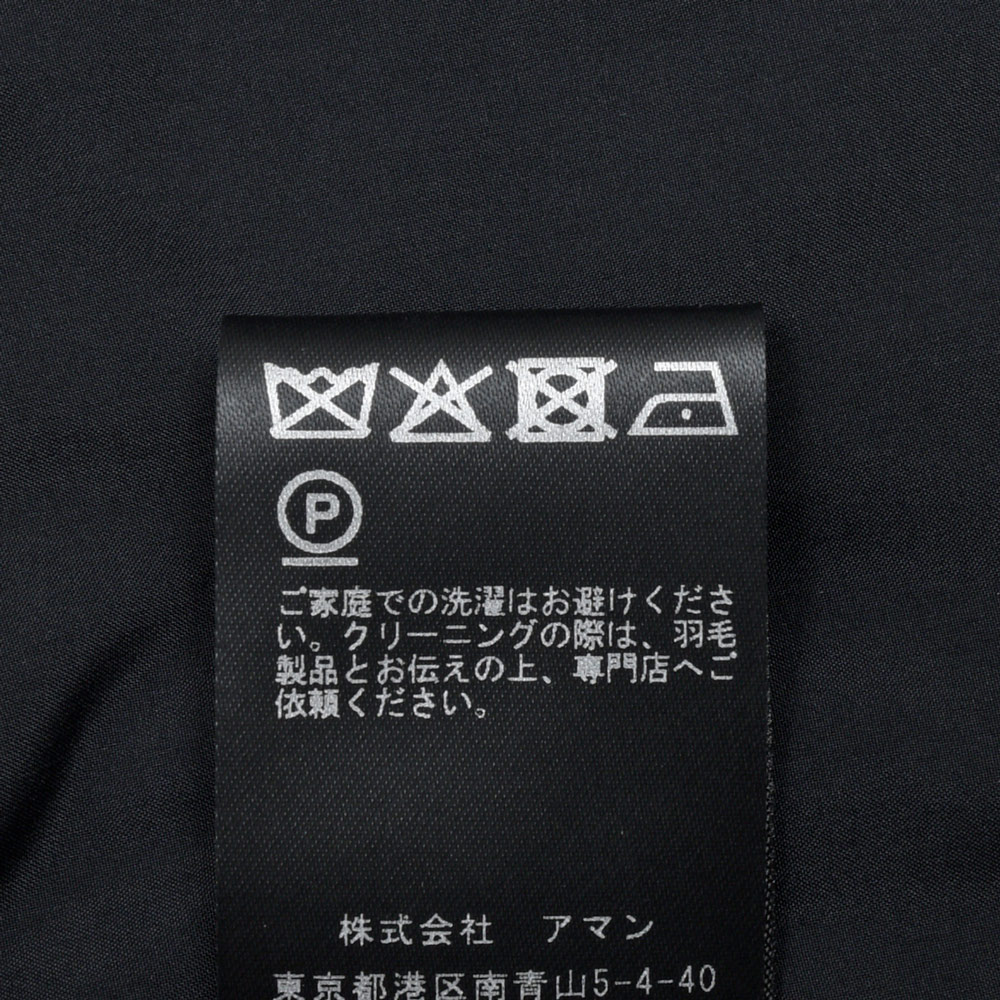 P
ご家庭での洗濯はお避けくださ
い。クリーニングの際は、羽毛
製品とお伝えの上、専門店へご
依頼ください。
株式会社 アマン
東京都港区南青山5-4-40